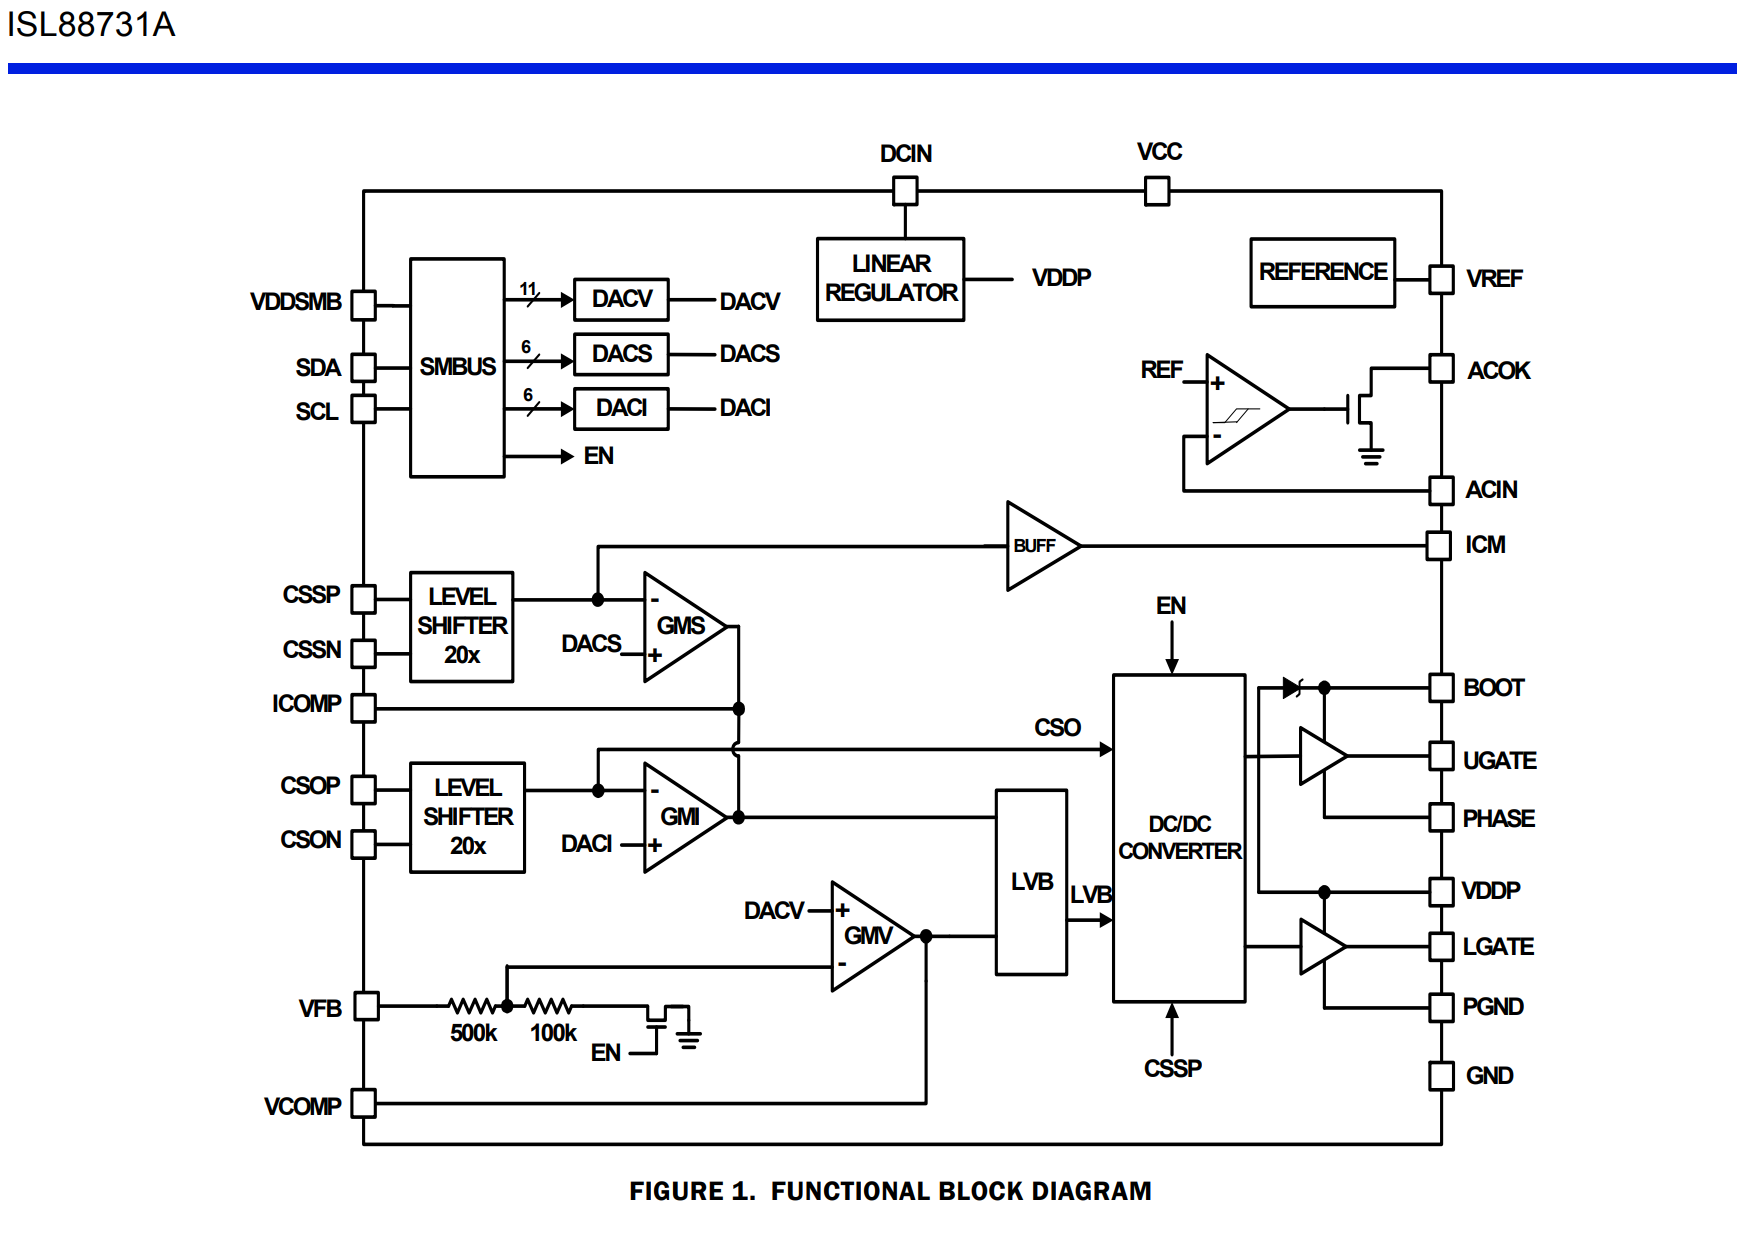 ISL88731A
DCIN
VCC
LINEAR
REGULATOR
VDDP
REFERENCE
VREF
VDDSMB
SDA
SCL
SMBUS
11
DACV
DACV
6
DACS
DACS
6
DACI
DACI
EN
REF
+
-
ACOK
ACIN
BUFF
ICM
CSSP
CSSN
LEVEL
SHIFTER
20x
-
GMS
DACS
+
ICOMP
CSOP
CSON
LEVEL
SHIFTER
20x
-
GMI
DACI
+
CSO
EN
DC/DC
CONVERTER
CSSP
LVB
LVB
DACV
+
GMV
-
VFB
500k
100k
EN
VCOMP
BOOT
UGATE
PHASE
VDDP
LGATE
PGND
GND
FIGURE 1. FUNCTIONAL BLOCK DIAGRAM